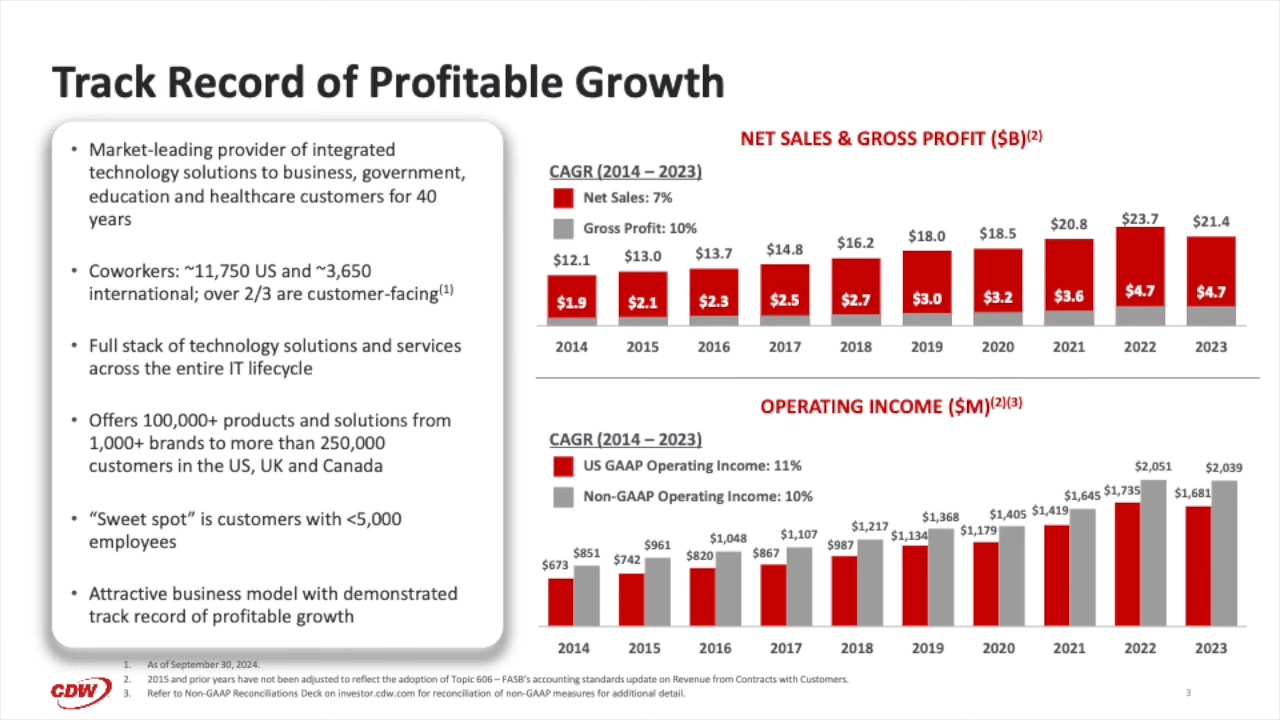 Track Record of Profitable Growth
• Market-leading provider of integrated
technology solutions to business, government,
education and healthcare customers for 40
years
• Coworkers: ~11,750 US and ~3,650
international; over 2/3 are customer-facing(1)
• Full stack of technology solutions and services
across the entire IT lifecycle
• Offers 100,000+ products and solutions from
1,000+ brands to more than 250,000
customers in the US, UK and Canada
• “Sweet spot” is customers with <5,000
employees
• Attractive business model with demonstrated
track record of profitable growth
NET SALES & GROSS PROFIT ($B)(2)
CAGR (2014 – 2023)
Net Sales: 7%
Gross Profit: 10%
$12.1 $13.0 $13.7 $14.8 $16.2 $18.0 $18.5 $20.8 $23.7 $21.4
$1.9 $2.1 $2.3 $2.5 $2.7 $3.0 $3.2 $3.6 $4.7 $4.7
2014 2015 2016 2017 2018 2019 2020 2021 2022 2023
OPERATING INCOME ($M)(2)(3)
CAGR (2014 – 2023)
US GAAP Operating Income: 11%
Non-GAAP Operating Income: 10%
$673 $851 $742 $961 $820 $1,048 $867 $1,107 $987 $1,217 $1,134 $1,368 $1,179 $1,405 $1,419 $1,645 $1,735 $2,051 $1,681 $2,039
2014 2015 2016 2017 2018 2019 2020 2021 2022 2023
1. As of September 30, 2024.
2. 2015 and prior years have not been adjusted to reflect the adoption of Topic 606 – FASB's accounting standards update on Revenue from Contracts with Customers.
3. Refer to Non-GAAP Reconciliations Deck on investor.cdw.com for reconciliation of non-GAAP measures for additional detail.
CDW
3